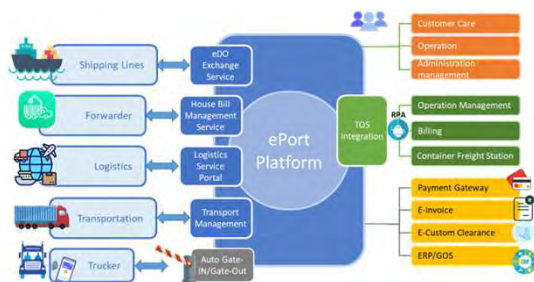 Shipping Lines
eDO
Exchange
Service
Forwarder
House Bill
Management
Service
Logistics
Logistics
Service
Portal
Transportation
Transport
Management
Trucker
Auto Gate-
IN/Gate-Out
ePort
Platform
TOS
Integration
RPA
Customer Care
Operation
Administration
management
Operation Management
Billing
Container Freight Station
Payment Gateway
E-Invoice
E-Custom Clearance
ERP/GOS